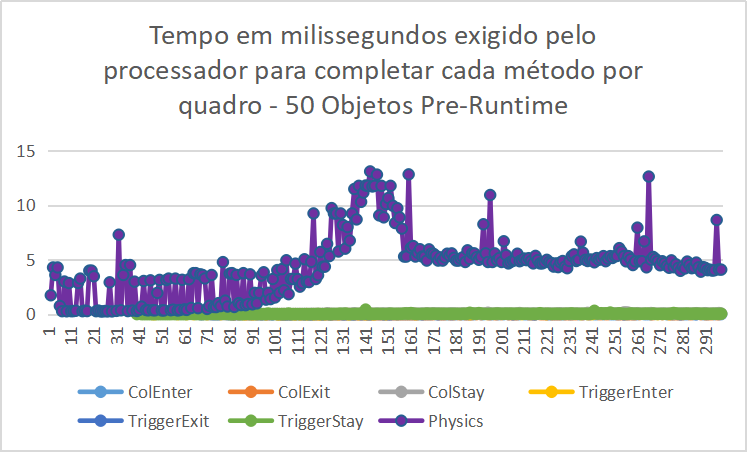 Tempo em milissegundos exigido pelo
processador para completar cada método por
quadro - 50 Objetos Pre-Runtime
15
10
5
0
1 11 21 31 41 51 61 71 81 91 101 111 121 131 141 151 161 171 181 191 201 211 221 231 241 251 261 271 281 291
ColEnter ColExit ColStay TriggerEnter
TriggerExit TriggerStay Physics